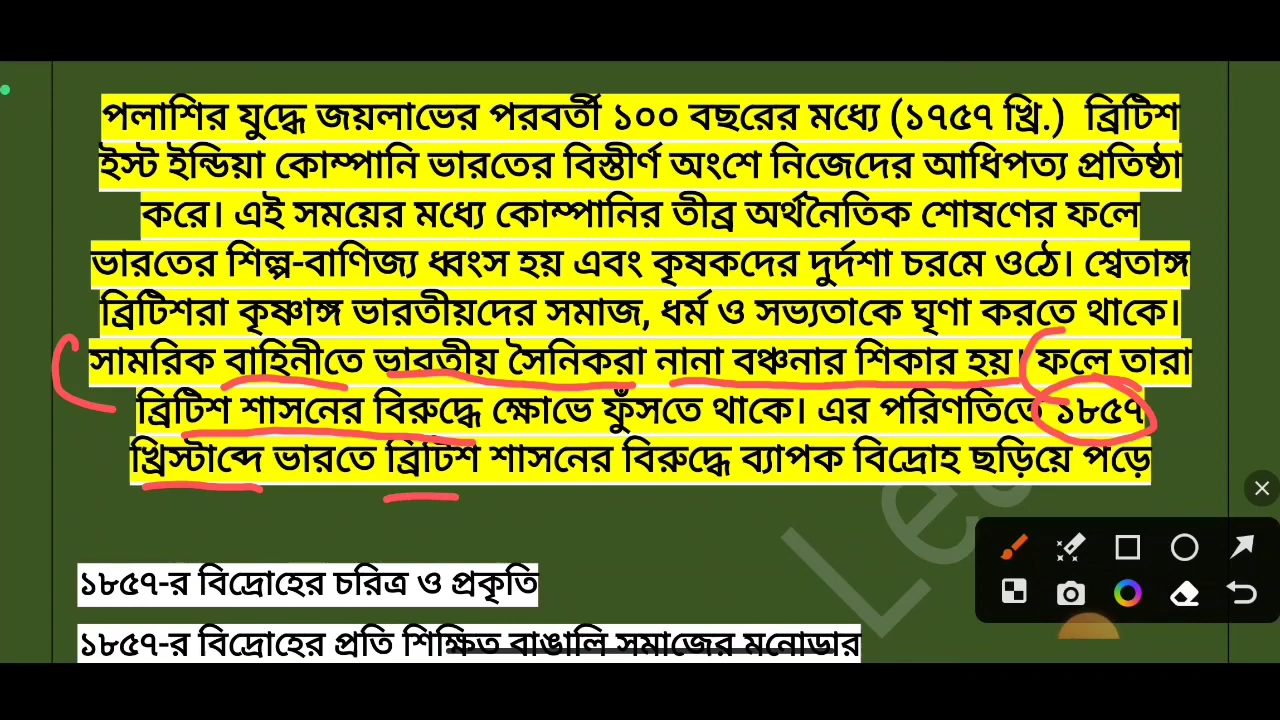 পলাশির যুদ্ধে জয়লাভের পরবর্তী ১০০ বছরের মধ্যে (১৭৫৭ খ্রি.) ব্রিটিশ
ইস্ট ইন্ডিয়া কোম্পানি ভারতের বিস্তীর্ণ অংশে নিজেদের আধিপত্য প্রতিষ্ঠা
করে। এই সময়ের মধ্যে কোম্পানির তীব্র অর্থনৈতিক শোষণের ফলে
ভারতের শিল্প-বাণিজ্য ধ্বংস হয় এবং কৃষকদের দুর্দশা চরমে ওঠে। শ্বেতাঙ্গ
ব্রিটিশরা কৃষ্ণাঙ্গ ভারতীয়দের সমাজ, ধর্ম ও সভ্যতাকে ঘৃণা করতে থাকে।
সামরিক বাহিনীতে ভারতীয় সৈনিকরা নানা বঞ্চনার শিকার হয়। ফলে তারা
ব্রিটিশ শাসনের বিরুদ্ধে ক্ষোভে ফুঁসতে থাকে। এর পরিণতিতে ১৮৫৭
খ্রিস্টাব্দে ভারতে ব্রিটিশ শাসনের বিরুদ্ধে ব্যাপক বিদ্রোহ ছড়িয়ে পড়ে
১৮৫৭-র বিদ্রোহের চরিত্র ও প্রকৃতি
১৮৫৭-র বিদ্রোহের প্রতি শিক্ষিত বাঙালি সমাজের মনোভাব